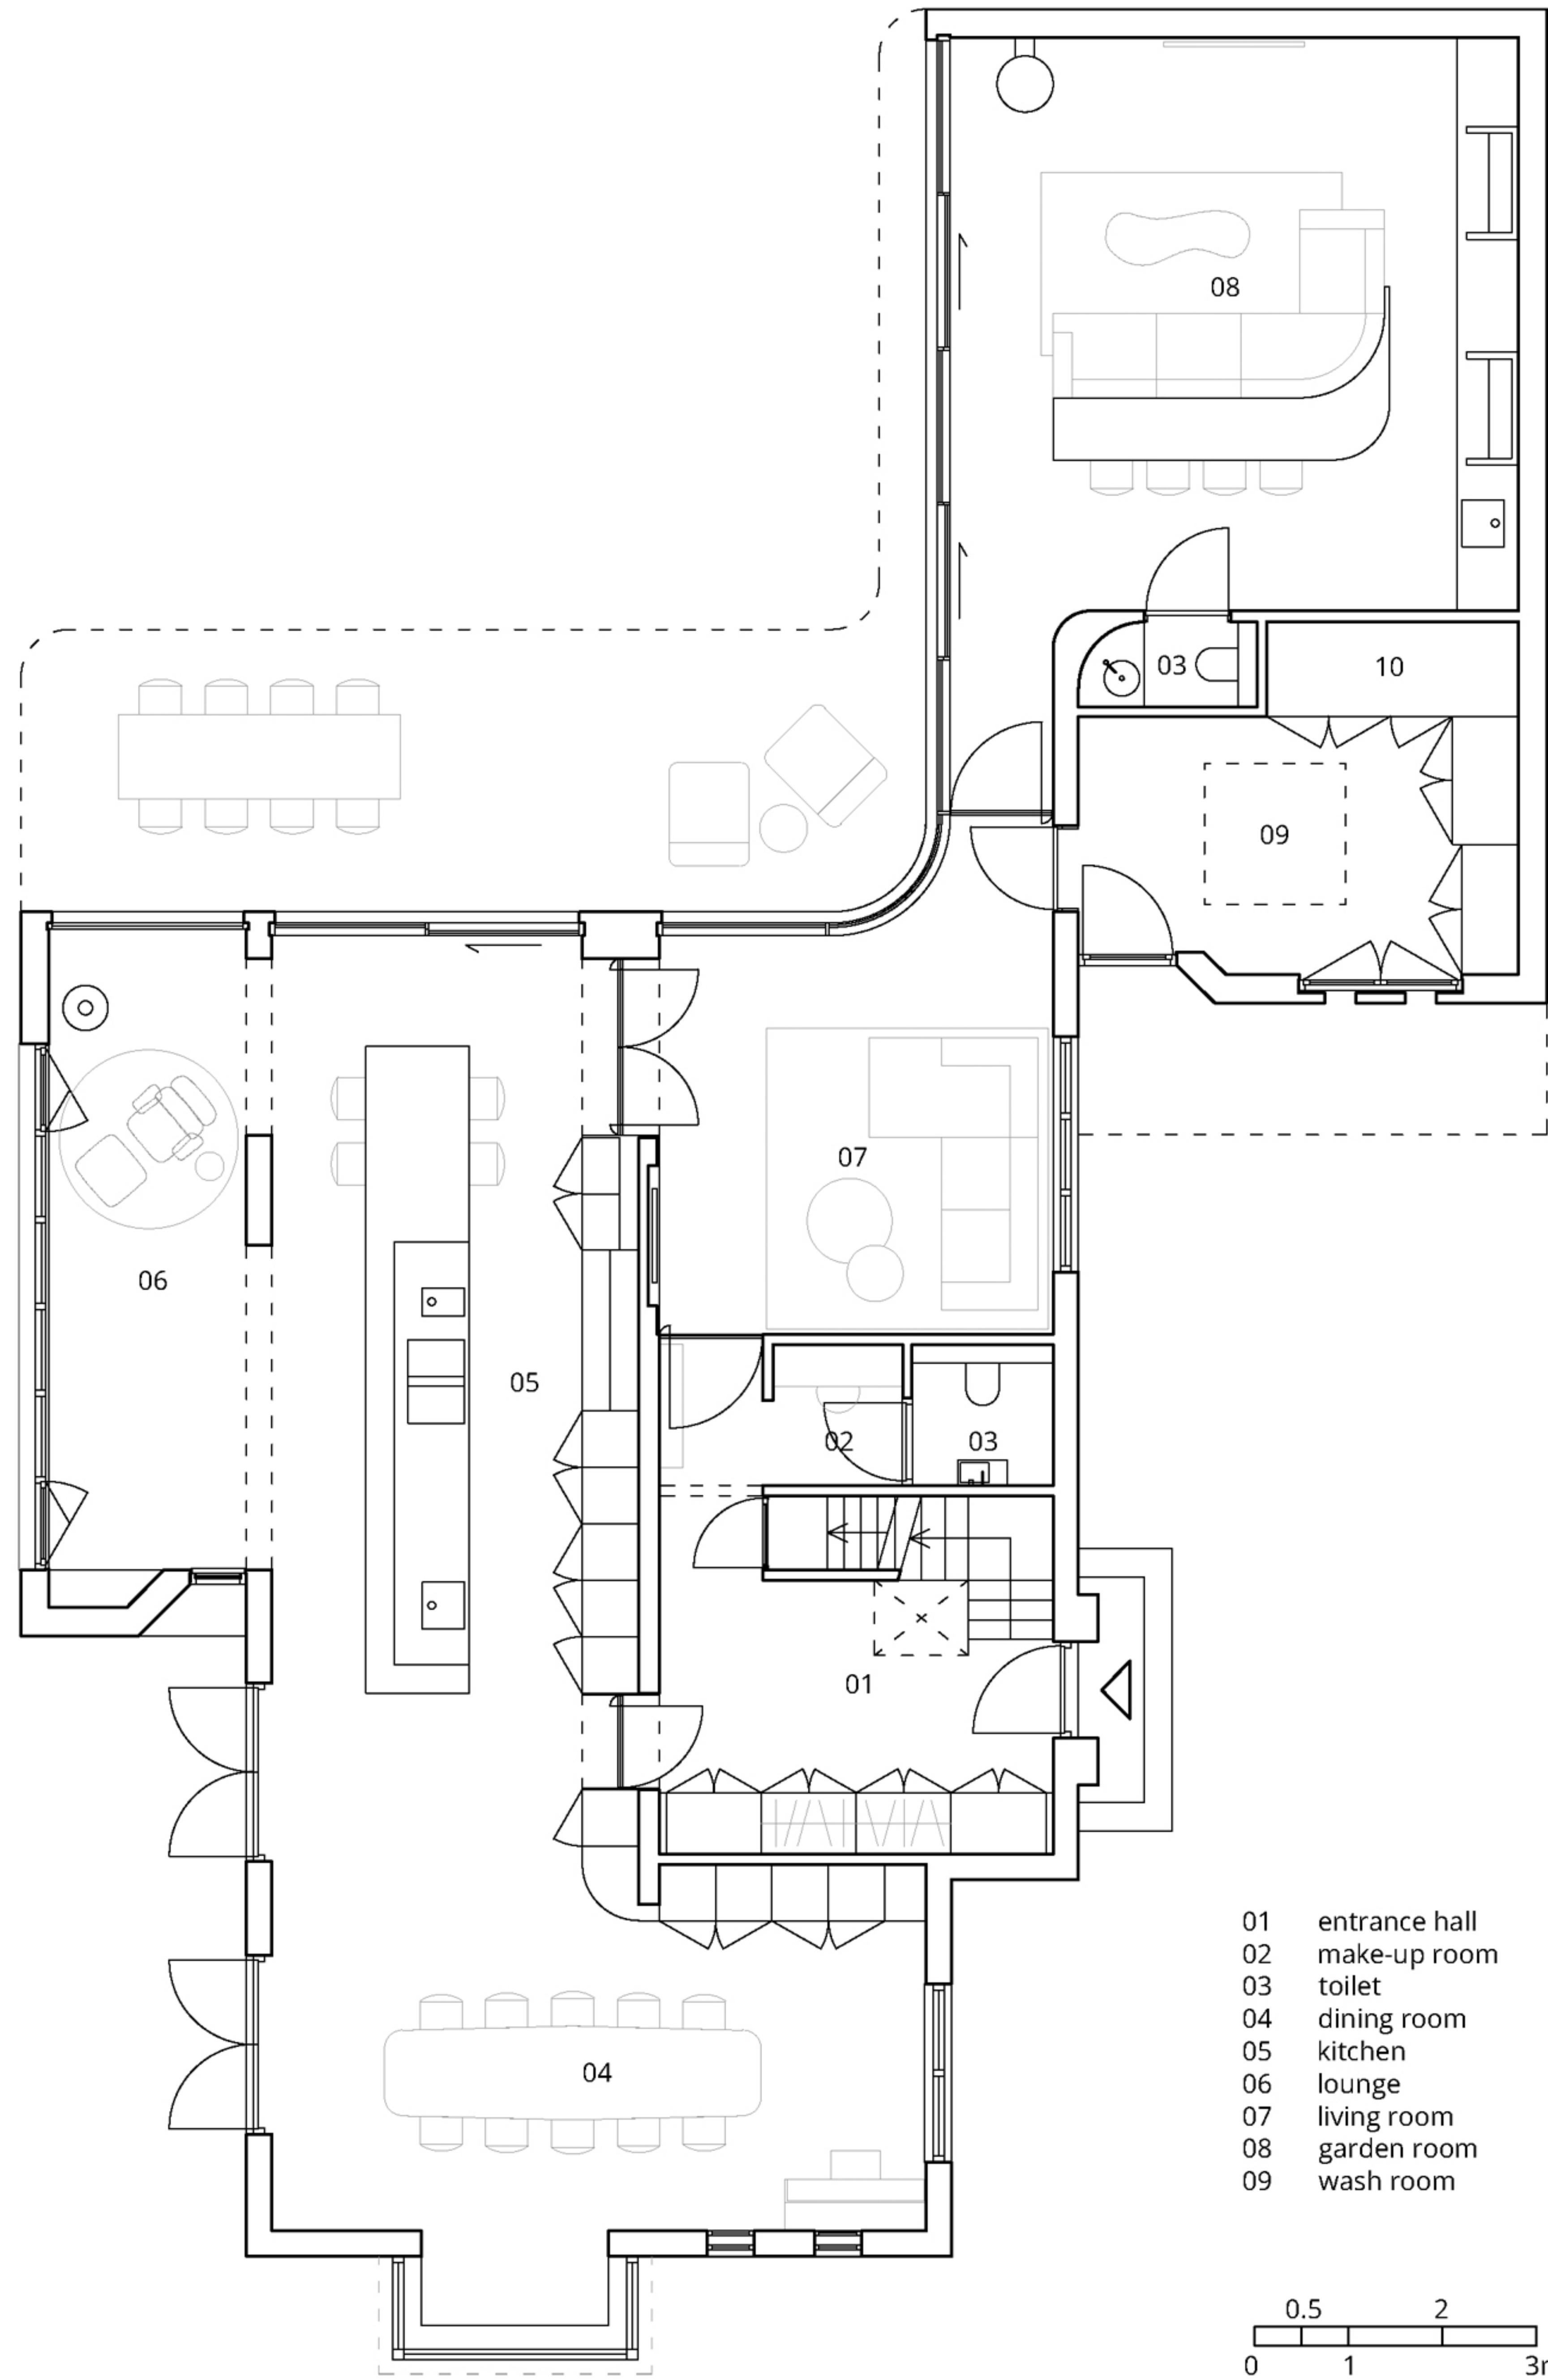 08
03
10
09
07
06
05
02
03
01
04
01 entrance hall
02 make-up room
03 toilet
04 dining room
05 kitchen
06 lounge
07 living room
08 garden room
09 wash room
0.5 2
0 1 3